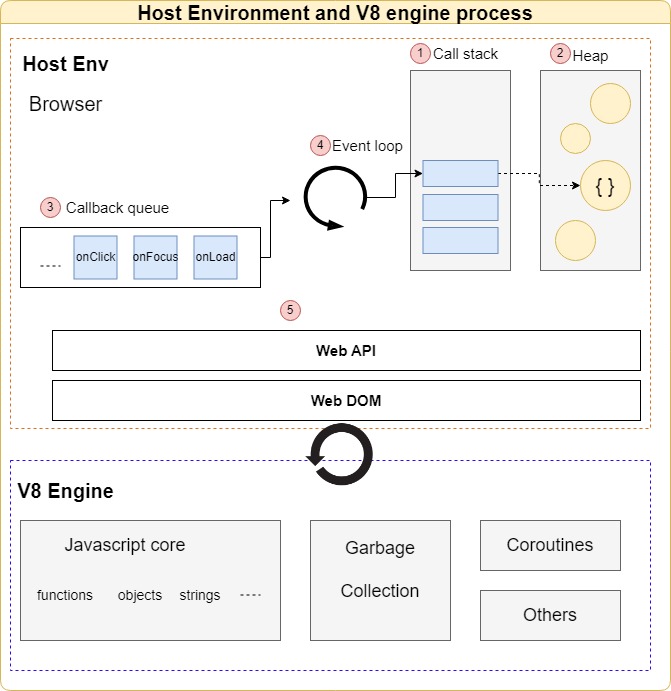 Host Environment and V8 engine process
Host Env
Browser
1 Call stack
2 Heap
4 Event loop
{ }
3 Callback queue
.... onClick onFocus onLoad
5
Web API
Web DOM
V8 Engine
Javascript core
functions objects strings ----
Garbage
Collection
Coroutines
Others